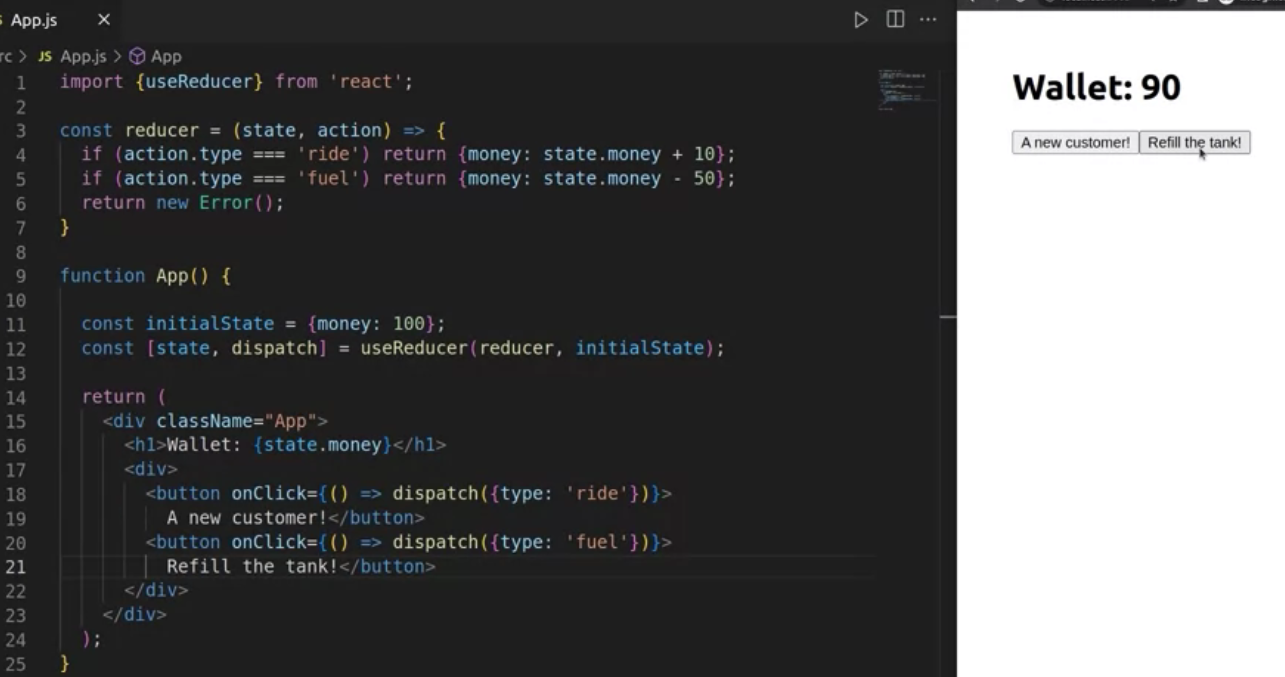 App.js
rc > JS App.js > App
1 import {useReducer} from 'react';
2
3 const reducer = (state, action) => {
4 if (action.type === 'ride') return {money: state.money + 10};
5 if (action.type === 'fuel') return {money: state.money - 50};
6 return new Error();
7 }
8
9 function App() {
10
11 const initialState = {money: 100};
12 const [state, dispatch] = useReducer(reducer, initialState);
13
14 return (
15 <div className="App">
16 <h1>Wallet: {state.money}</h1>
17 <div>
18 <button onClick={() => dispatch({type: 'ride'})}>
19 A new customer!</button>
20 <button onClick={() => dispatch({type: 'fuel'})}>
21 Refill the tank!</button>
22 </div>
23 </div>
24 );
25 }
Wallet: 90
A new customer! Refill the tank!